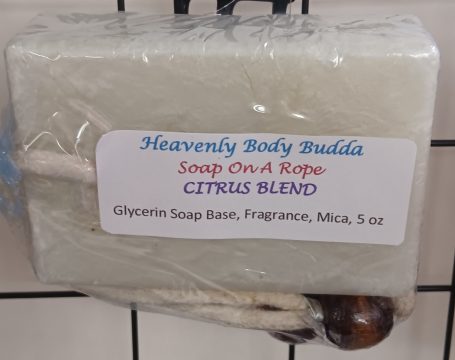 Heavenly Body Budda
Soap On A Rope
CITRUS BLEND
Glycerin Soap Base, Fragrance, Mica, 5 oz